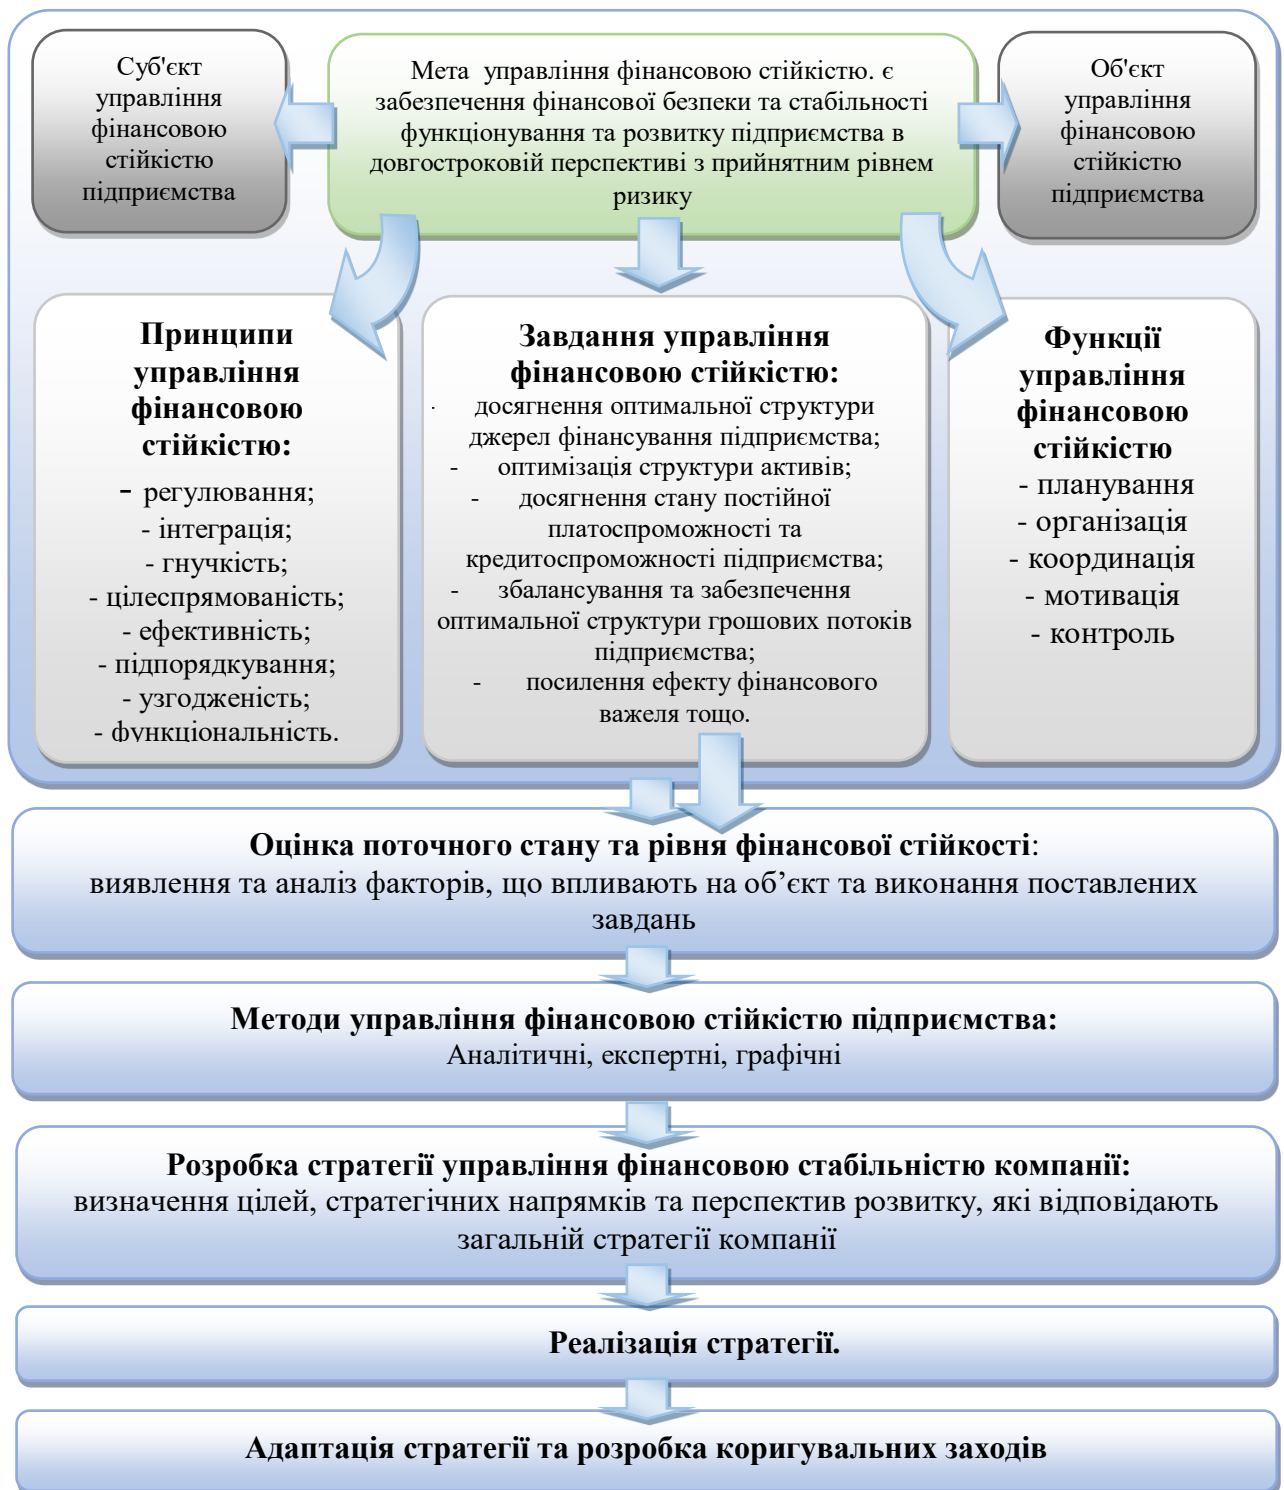 Суб'єкт
управління
фінансовою
стійкістю
підприємства
Мета управління фінансовою стійкістю. є
забезпечення фінансової безпеки та стабільності
функціонування та розвитку підприємства в
довгостроковій перспективі з прийнятним рівнем
ризику
Об'єкт
управління
фінансовою
стійкістю
підприємства
Принципи
управління
фінансовою
стійкістю:
- регулювання;
- інтеграція;
- гнучкість;
- цілеспрямованість;
- ефективність;
- підпорядкування;
- узгодженість;
- функціональність.
Завдання управління
фінансовою стійкістю:
· досягнення оптимальної структури
джерел фінансування підприємства;
- оптимізація структури активів;
- досягнення стану постійної
платоспроможності та
кредитоспроможності підприємства;
- збалансування та забезпечення
оптимальної структури грошових потоків
підприємства;
- посилення ефекту фінансового
важеля тощо.
Функції
управління
фінансовою
стійкістю
- планування
- організація
- координація
- мотивація
- контроль
Оцінка поточного стану та рівня фінансової стійкості:
виявлення та аналіз факторів, що впливають на об’єкт та виконання поставлених
завдань
Методи управління фінансовою стійкістю підприємства:
Аналітичні, експертні, графічні
Розробка стратегії управління фінансовою стабільністю компанії:
визначення цілей, стратегічних напрямків та перспектив розвитку, які відповідають
загальній стратегії компанії
Реалізація стратегії.
Адаптація стратегії та розробка коригувальних заходів